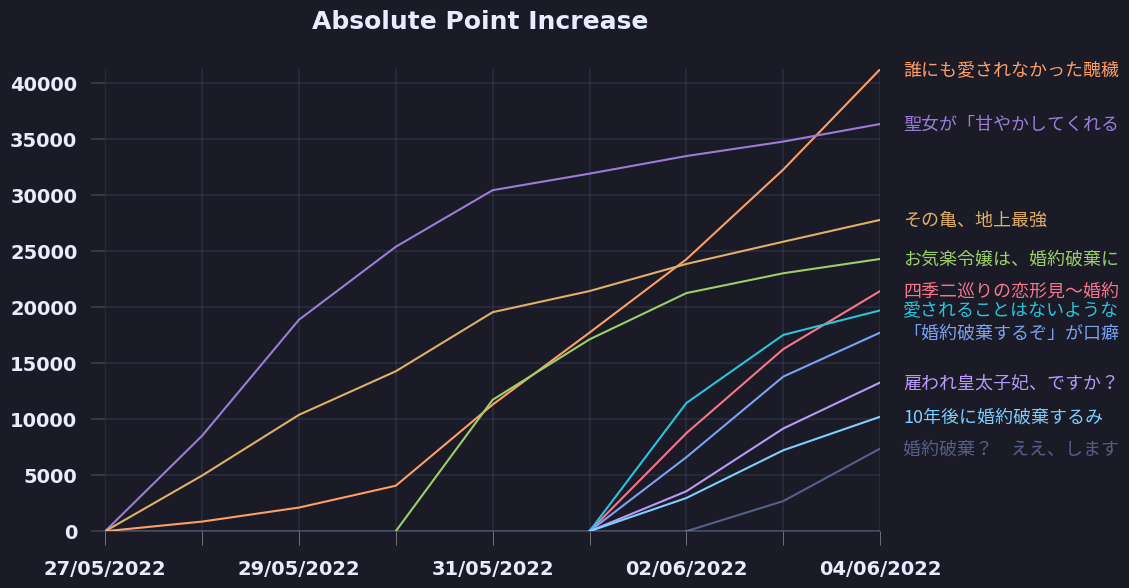 Absolute Point Increase
40000
35000
30000
25000
20000
15000
10000
5000
0
27/05/2022
29/05/2022
31/05/2022
02/06/2022
04/06/2022
誰にも愛されなかった醜穢
聖女が「甘やかしてくれる
その亀、地上最強
お気楽令嬢は、婚約破棄に
四季二巡りの恋形見～婚約
愛されることはないような
「婚約破棄するぞ」が口癖
雇われ皇太子妃、ですか？
10年後に婚約破棄するみ
婚約破棄？　ええ、します